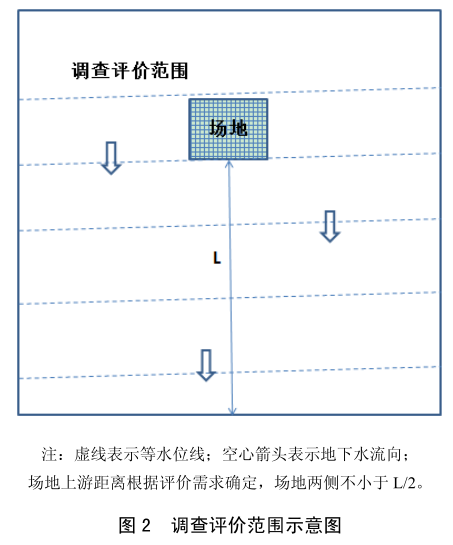 调查评价范围
场地
L
注：虚线表示等水位线；空心箭头表示地下水流向；
场地上游距离根据评价需求确定，场地两侧不小于 L/2。
图 2　调查评价范围示意图